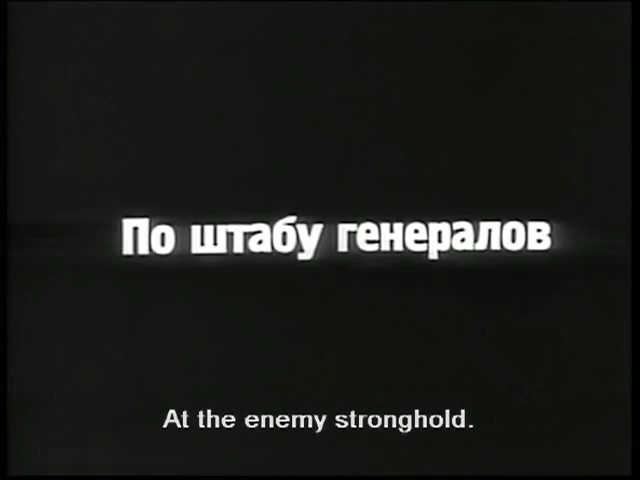 По штабу генералов
At the enemy stronghold.